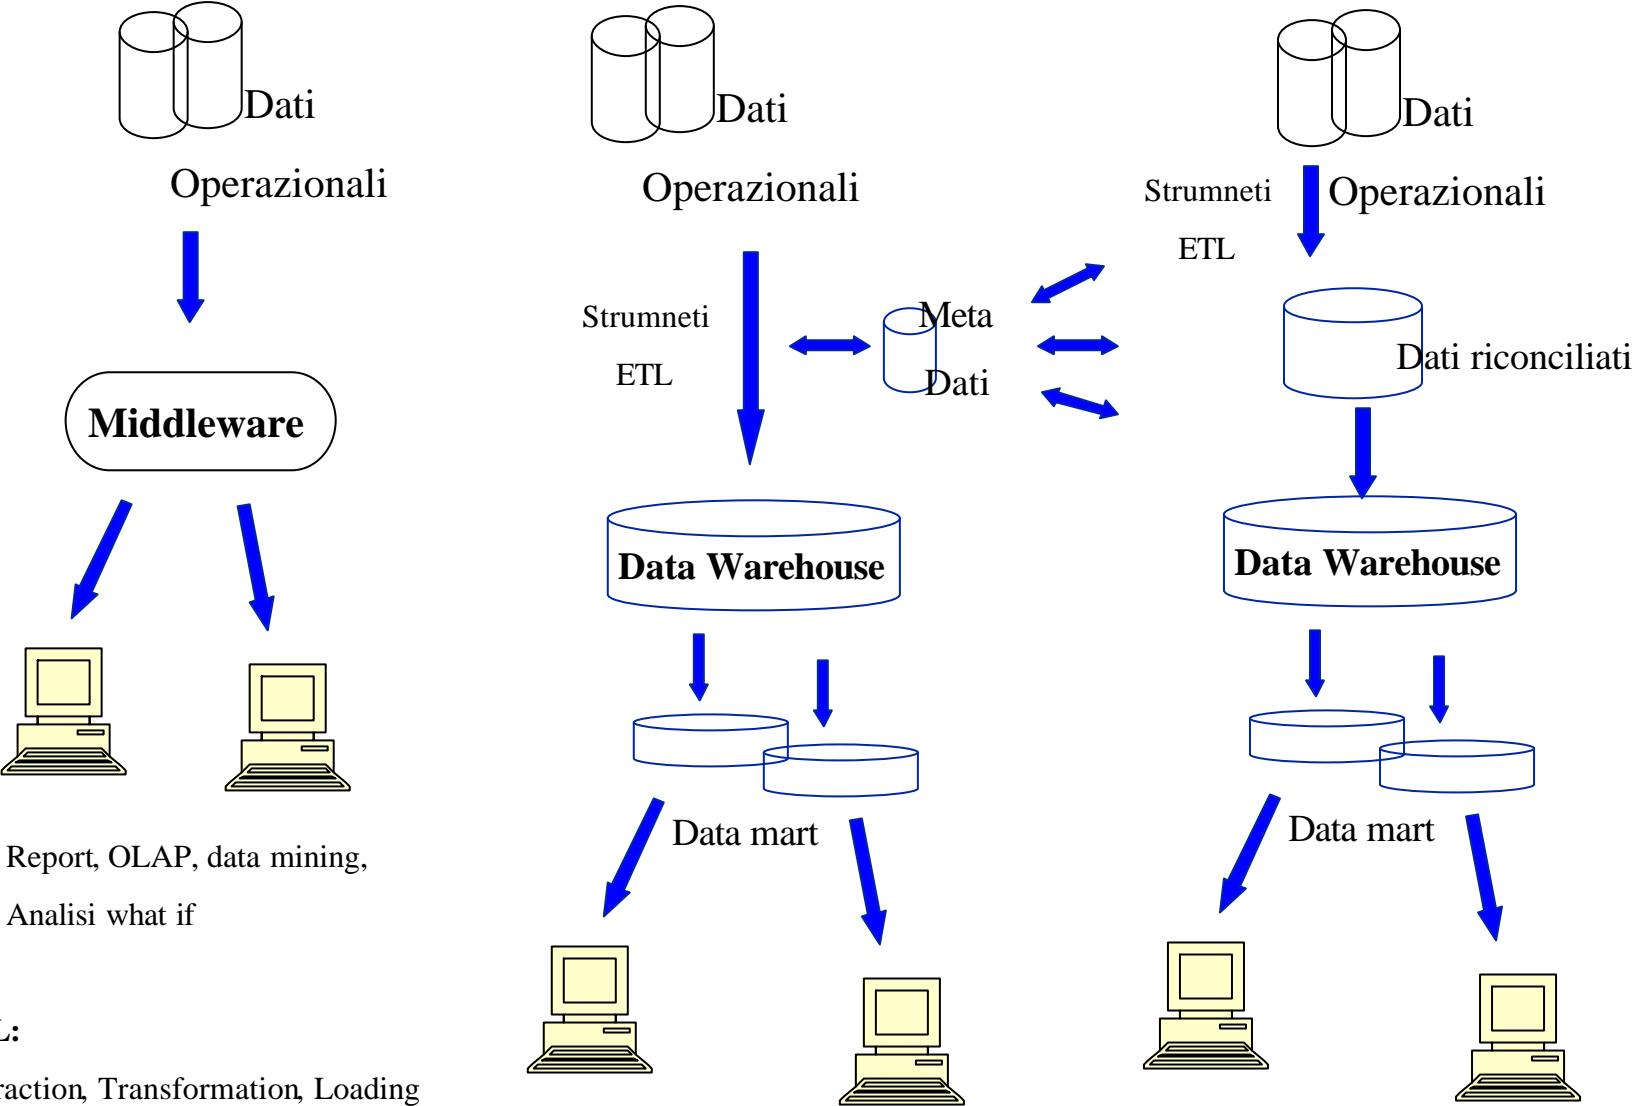 Dati
Operazionali
Middleware
Report, OLAP, data mining,
Analisi what if
L:
raction, Transformation, Loading
Dati
Operazionali
Strumneti
ETL
Meta
Dati
Data Warehouse
Data mart
Dati
Operazionali
Strumneti
ETL
Dati riconciliati
Data Warehouse
Data mart